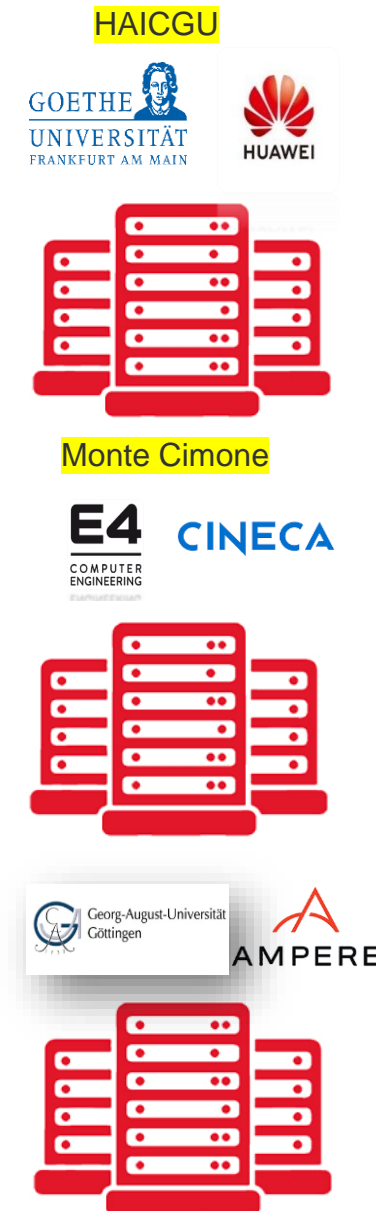 HAICGU
GOETHE
UNIVERSITÄT
FRANKFURT AM MAIN
HUAWEI
Monte Cimone
E4
COMPUTER
ENGINEERING
CINECA
Georg-August-Universität
Göttingen
AMPERE